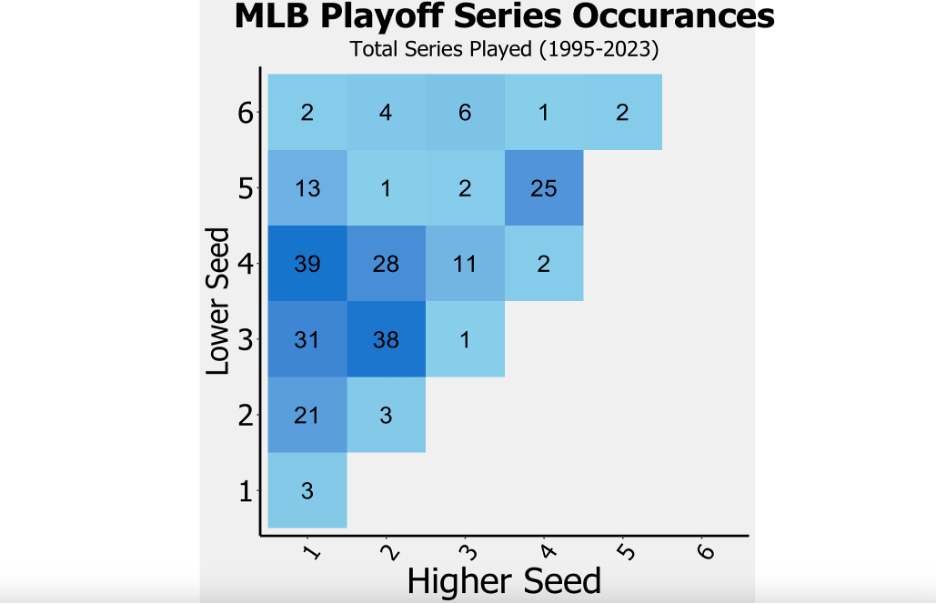 MLB Playoff Series Occurances
Total Series Played (1995-2023)
Lower Seed
6 2 4 6 1 2
5 13 1 2 25
4 39 28 11 2
3 31 38 1
2 21 3
1 3
1 2 3 4 5 6
Higher Seed